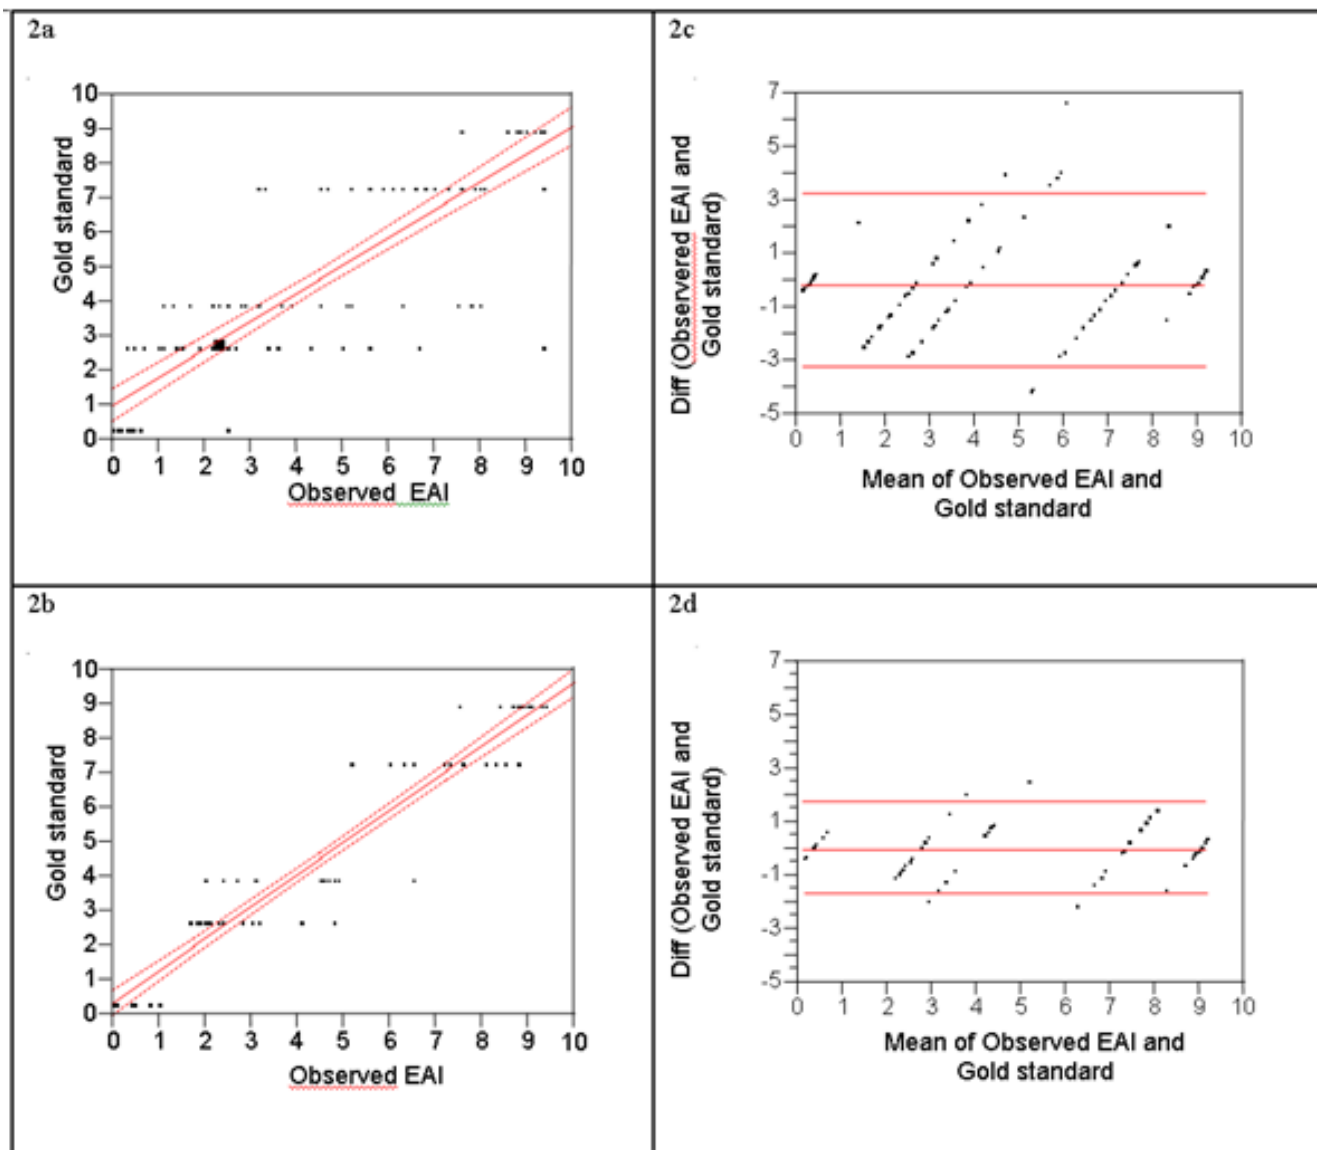 2a
10
9
8
7
6
5
4
3
2
1
0
Gold standard
0 1 2 3 4 5 6 7 8 9 10
Observed EAI
2c
7
5
3
1
-1
-3
-5
Diff (Observered EAI and
Gold standard)
0 1 2 3 4 5 6 7 8 9 10
Mean of Observed EAI and
Gold standard
2b
10
9
8
7
6
5
4
3
2
1
0
Gold standard
0 1 2 3 4 5 6 7 8 9 10
Observed EAI
2d
7
5
3
1
-1
-3
-5
Diff (Observed EAI and
Gold standard)
0 1 2 3 4 5 6 7 8 9 10
Mean of Observed EAI and
Gold standard